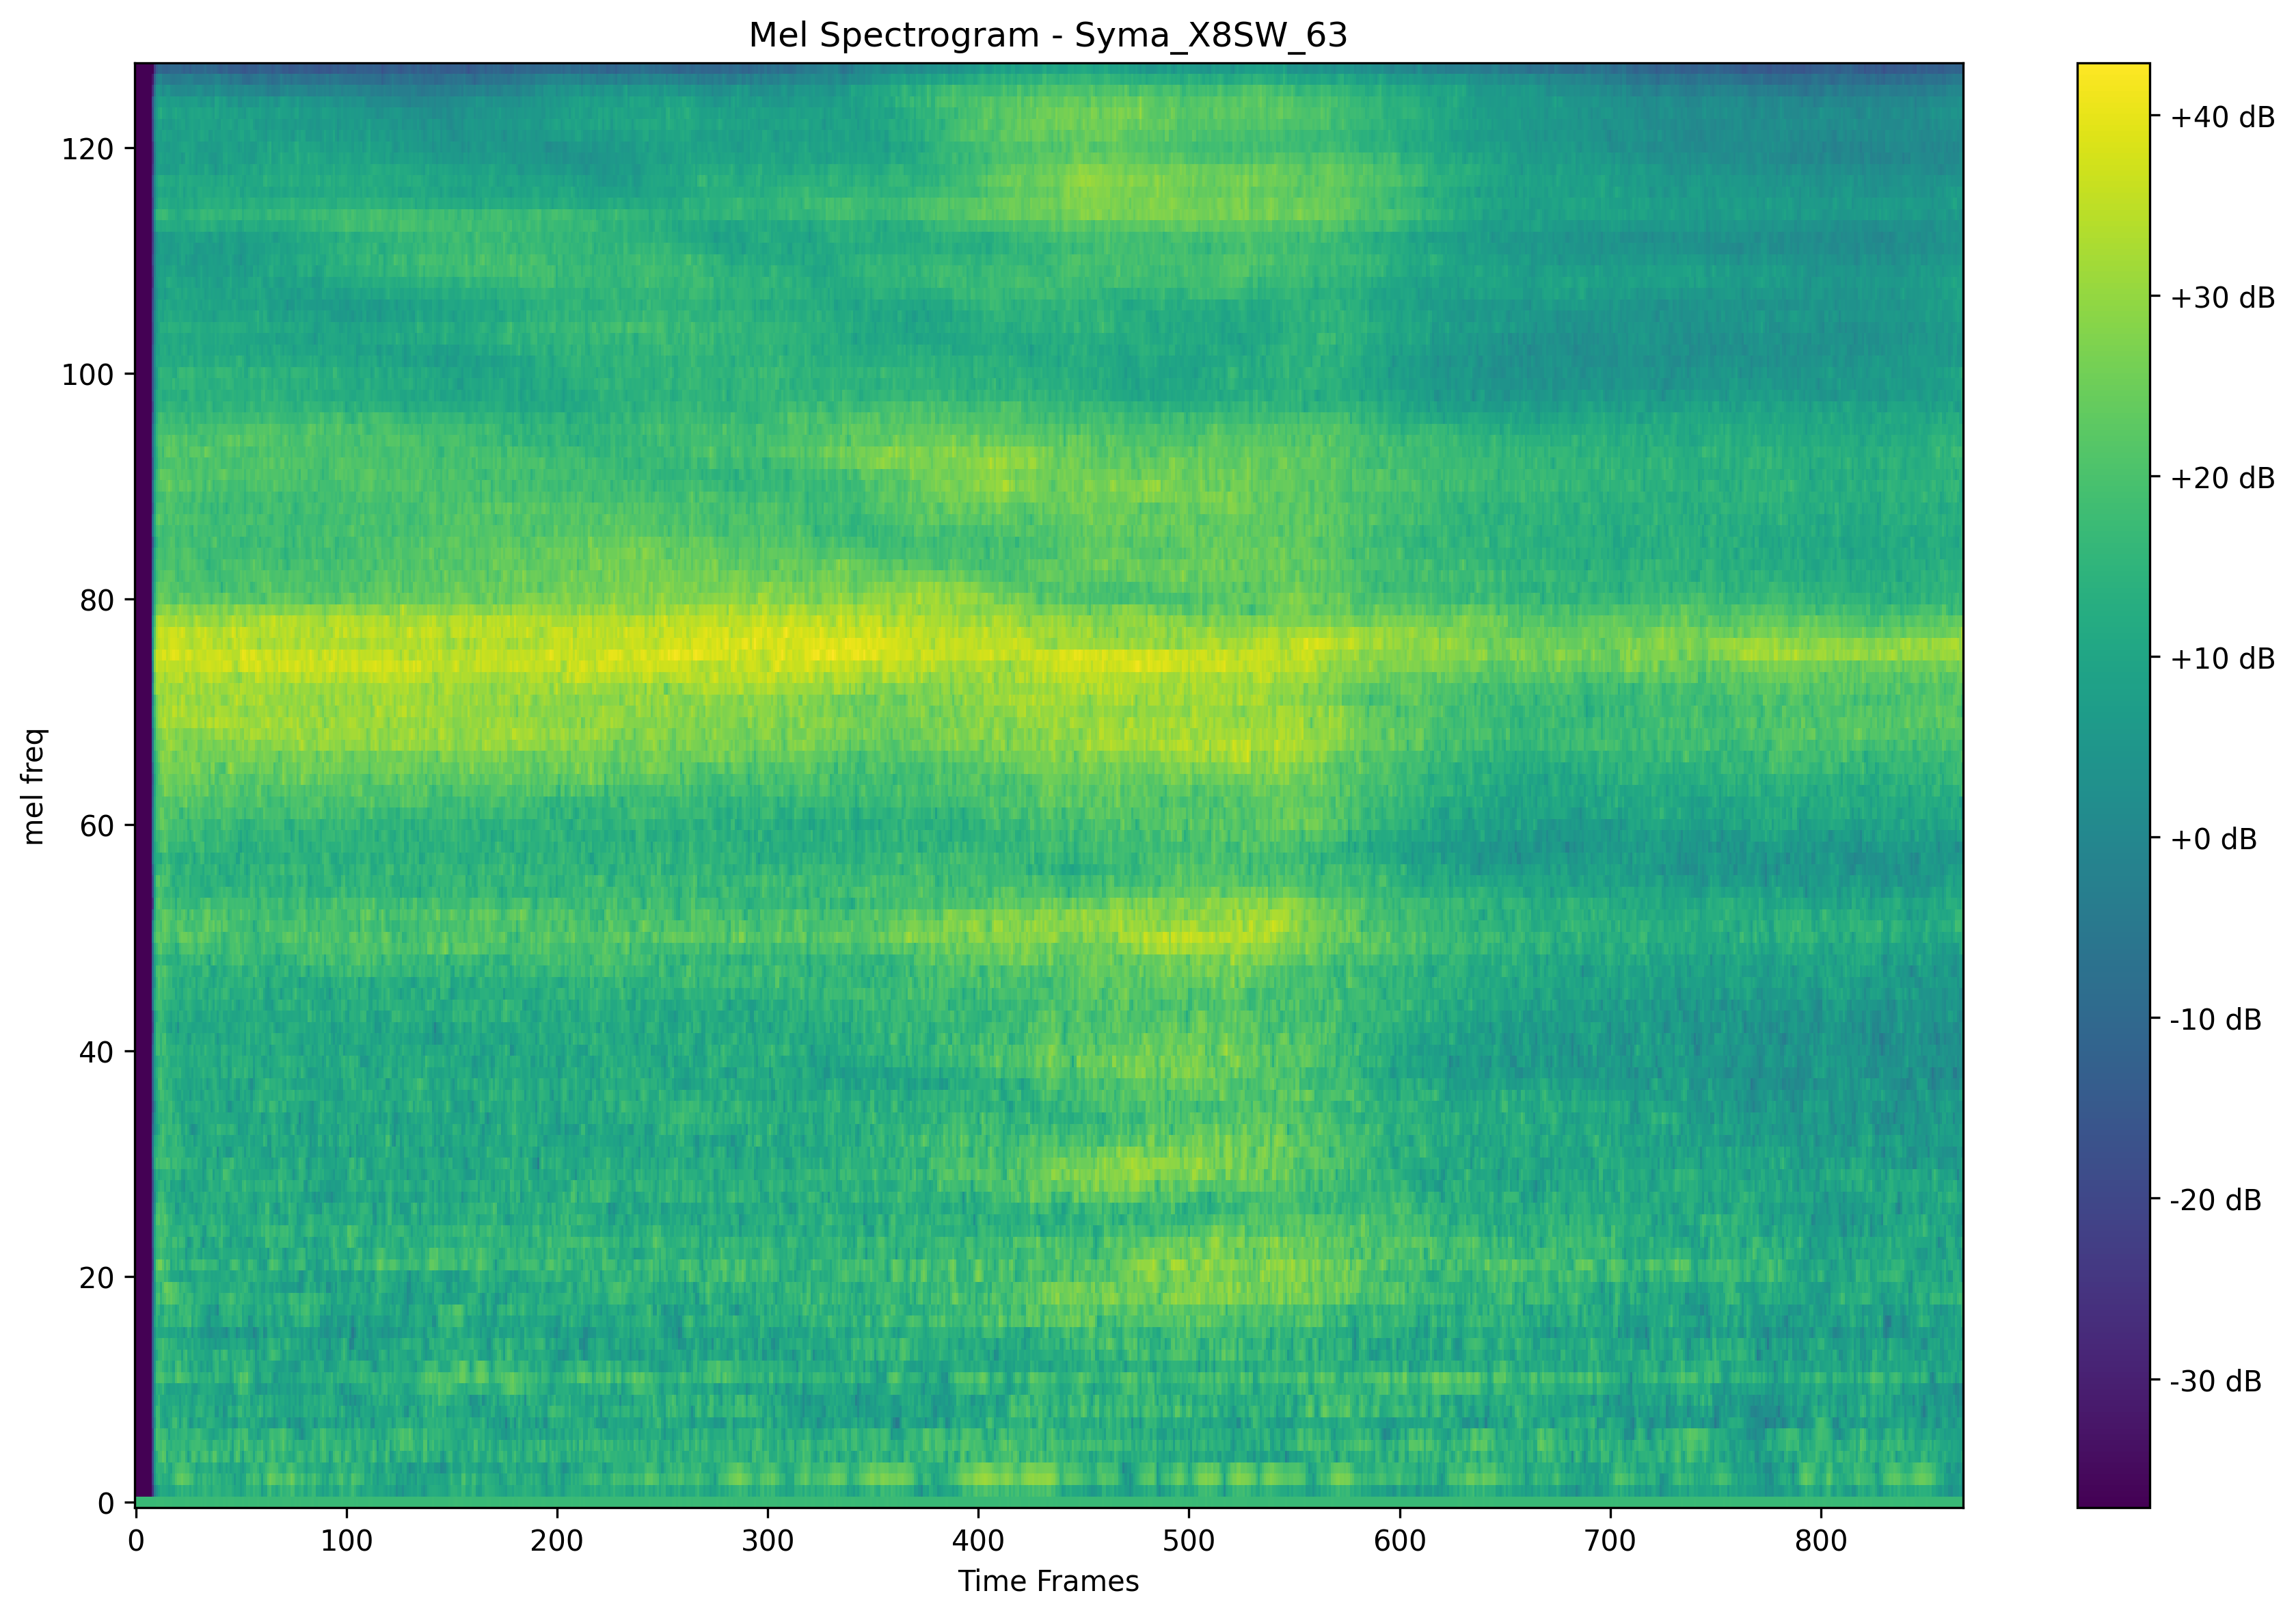 Mel Spectrogram - Syma_X8SW_63
mel freq
120
100
80
60
40
20
0
0 100 200 300 400 500 600 700 800
Time Frames
+40 dB
+30 dB
+20 dB
+10 dB
+0 dB
-10 dB
-20 dB
-30 dB